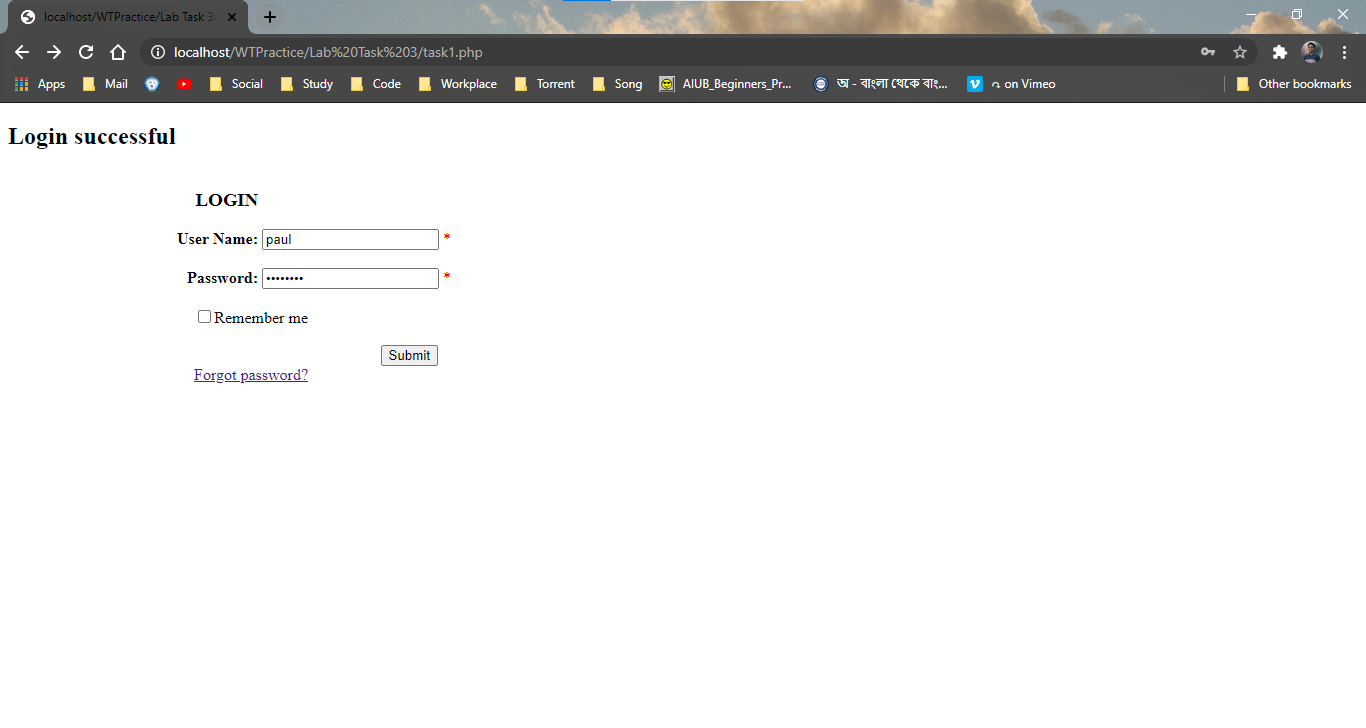 localhost/WTPractice/Lab Task 3
localhost/WTPractice/Lab%20Task%203/task1.php
Apps Mail Social Study Code Workplace Torrent Song AIUB_Beginners_Pr... অ - বাংলা থেকে বাং... on Vimeo Other bookmarks
Login successful
LOGIN
User Name: paul *
Password: •••••••• *
Remember me
Submit
Forgot password?